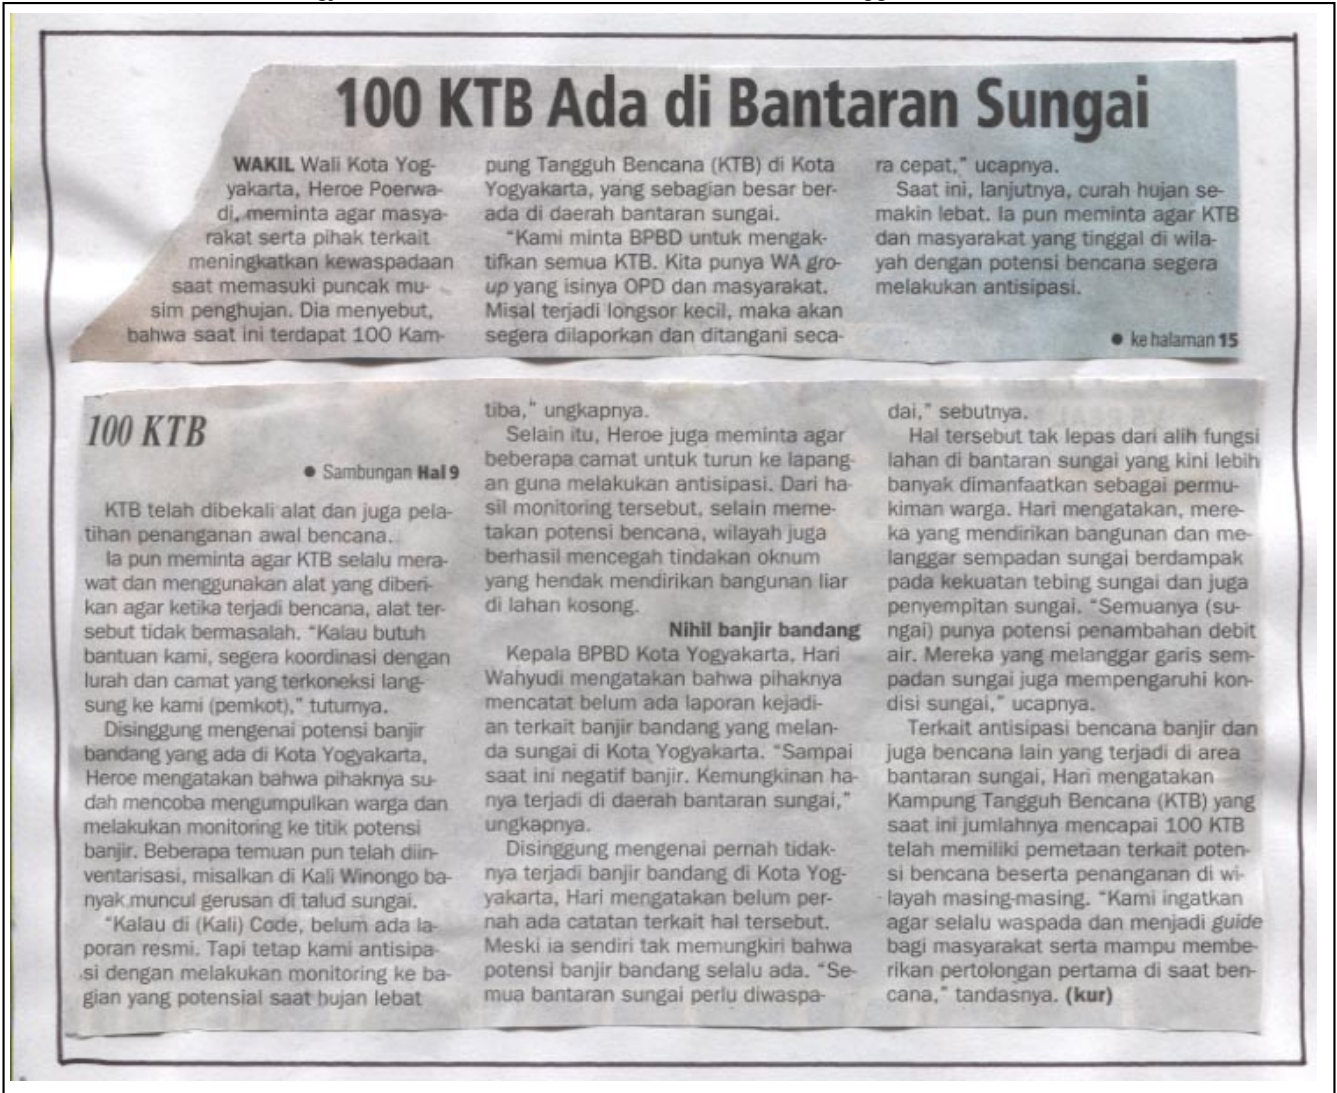 100 KTB Ada di Bantaran Sungai
WAKIL Wali Kota Yog-
yakarta, Heroe Poerwa-
di, meminta agar masya-
rakat serta pihak terkait
meningkatkan kewaspadaan
saat memasuki puncak mu-
sim penghujan. Dia menyebut,
bahwa saat ini terdapat 100 Kam-
pung Tangguh Bencana (KTB) di Kota
Yogyakarta, yang sebagian besar ber-
ada di daerah bantaran sungai.
"Kami minta BPBD untuk mengak-
tifkan semua KTB. Kita punya WA gro-
up yang isinya OPD dan masyarakat.
Misal terjadi longsor kecil, maka akan
segera dilaporkan dan ditangani seca-
ra cepat," ucapnya.
Saat ini, lanjutnya, curah hujan se-
makin lebat. Ia pun meminta agar KTB
dan masyarakat yang tinggal di wila-
yah dengan potensi bencana segera
melakukan antisipasi.
● ke halaman 15
100 KTB
● Sambungan Hal 9
KTB telah dibekali alat dan juga pela-
tihan penanganan awal bencana.
Ia pun meminta agar KTB selalu mera-
wat dan menggunakan alat yang diberi-
kan agar ketika terjadi bencana, alat ter-
sebut tidak bermasalah. "Kalau butuh
bantuan kami, segera koordinasi dengan
lurah dan camat yang terkoneksi lang-
sung ke kami (pemkot)," tuturnya.
Disinggung mengenai potensi banjir
bandang yang ada di Kota Yogyakarta,
Heroe mengatakan bahwa pihaknya su-
dah mencoba mengumpulkan warga dan
melakukan monitoring ke titik potensi
banjir. Beberapa temuan pun telah diin-
ventarisasi, misalkan di Kali Winongo ba-
nyak muncul gerusan di talud sungai.
"Kalau di (Kali) Code, belum ada la-
poran resmi. Tapi tetap kami antisipa-
si dengan melakukan monitoring ke ba-
gian yang potensial saat hujan lebat
tiba," ungkapnya.
Selain itu, Heroe juga meminta agar
beberapa camat untuk turun ke lapang-
an guna melakukan antisipasi. Dari ha-
sil monitoring tersebut, selain meme-
takan potensi bencana, wilayah juga
berhasil mencegah tindakan oknum
yang hendak mendirikan bangunan liar
di lahan kosong.
Nihil banjir bandang
Kepala BPBD Kota Yogyakarta, Hari
Wahyudi mengatakan bahwa pihaknya
mencatat belum ada laporan kejadi-
an terkait banjir bandang yang melan-
da sungai di Kota Yogyakarta. "Sampai
saat ini negatif banjir. Kemungkinan ha-
nya terjadi di daerah bantaran sungai,"
ungkapnya.
Disinggung mengenai pernah tidak-
nya terjadi banjir bandang di Kota Yog-
yakarta, Hari mengatakan belum per-
nah ada catatan terkait hal tersebut.
Meski ia sendiri tak memungkiri bahwa
potensi banjir bandang selalu ada. "Se-
mua bantaran sungai perlu diwaspa-
dai," sebutnya.
Hal tersebut tak lepas dari alih fungsi
lahan di bantaran sungai yang kini lebih
banyak dimanfaatkan sebagai permu-
kiman warga. Hari mengatakan, mere-
ka yang mendirikan bangunan dan me-
langgar sempadan sungai berdampak
pada kekuatan tebing sungai dan juga
penyempitan sungai. "Semuanya (su-
ngai) punya potensi penambahan debit
air. Mereka yang melanggar garis sem-
padan sungai juga mempengaruhi kon-
disi sungai," ucapnya.
Terkait antisipasi bencana banjir dan
juga bencana lain yang terjadi di area
bantaran sungai, Hari mengatakan
Kampung Tangguh Bencana (KTB) yang
saat ini jumlahnya mencapai 100 KTB
telah memiliki pemetaan terkait poten-
si bencana beserta penanganan di wi-
layah masing-masing. "Kami ingatkan
agar selalu waspada dan menjadi guide
bagi masyarakat serta mampu membe-
rikan pertolongan pertama di saat ben-
cana," tandasnya. (kur)